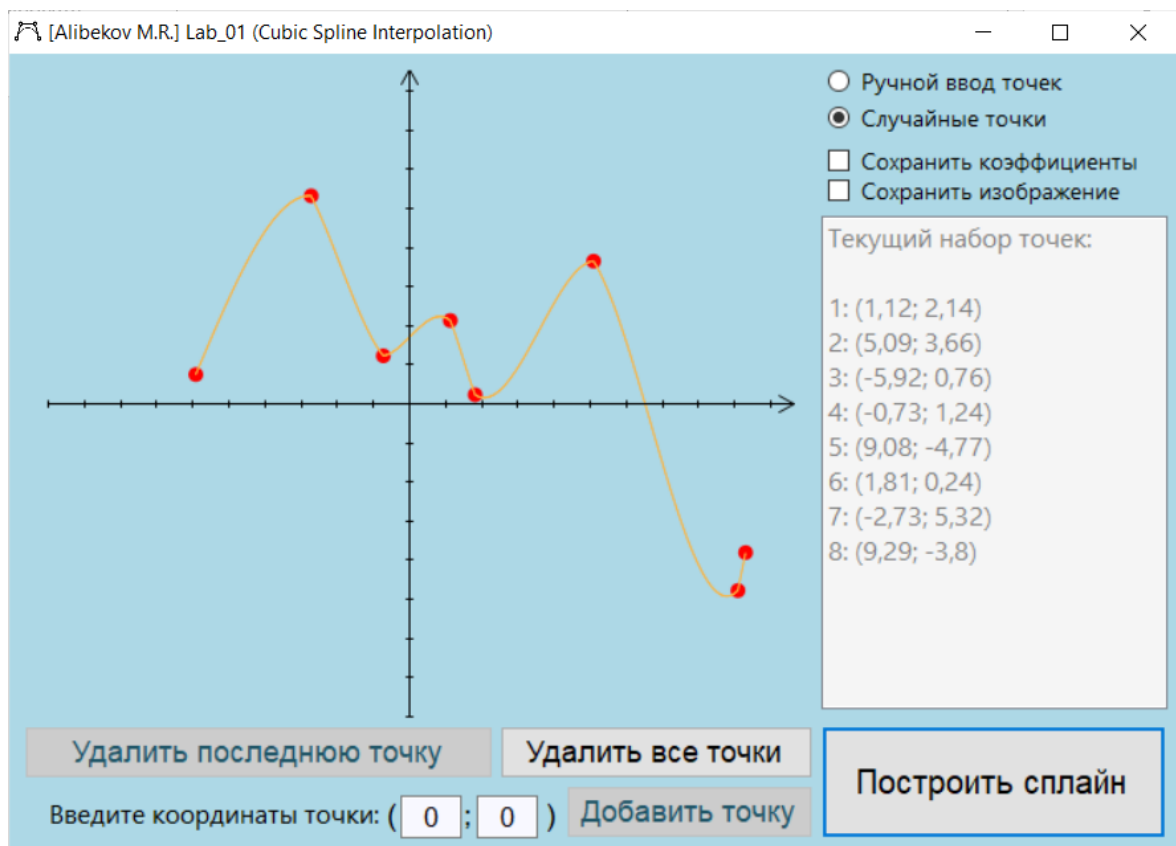 [Alibekov M.R.] Lab_01 (Cubic Spline Interpolation)
Ручной ввод точек
Случайные точки
Сохранить коэффициенты
Сохранить изображение
Текущий набор точек:
1: (1,12; 2,14)
2: (5,09; 3,66)
3: (-5,92; 0,76)
4: (-0,73; 1,24)
5: (9,08; -4,77)
6: (1,81; 0,24)
7: (-2,73; 5,32)
8: (9,29; -3,8)
Удалить последнюю точку
Удалить все точки
Построить сплайн
Введите координаты точки: ( 0 ; 0 )
Добавить точку